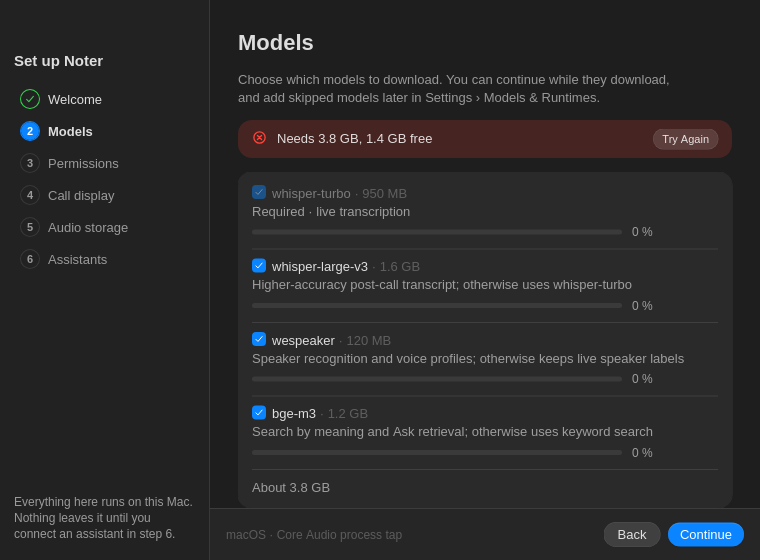 Set up Noter
Welcome
2 Models
3 Permissions
4 Call display
5 Audio storage
6 Assistants
Everything here runs on this Mac.
Nothing leaves it until you
connect an assistant in step 6.
Models
Choose which models to download. You can continue while they download,
and add skipped models later in Settings › Models & Runtimes.
Needs 3.8 GB, 1.4 GB free
Try Again
whisper-turbo · 950 MB
Required · live transcription
0 %
whisper-large-v3 · 1.6 GB
Higher-accuracy post-call transcript; otherwise uses whisper-turbo
0 %
wespeaker · 120 MB
Speaker recognition and voice profiles; otherwise keeps live speaker labels
0 %
bge-m3 · 1.2 GB
Search by meaning and Ask retrieval; otherwise uses keyword search
0 %
About 3.8 GB
macOS · Core Audio process tap
Back
Continue